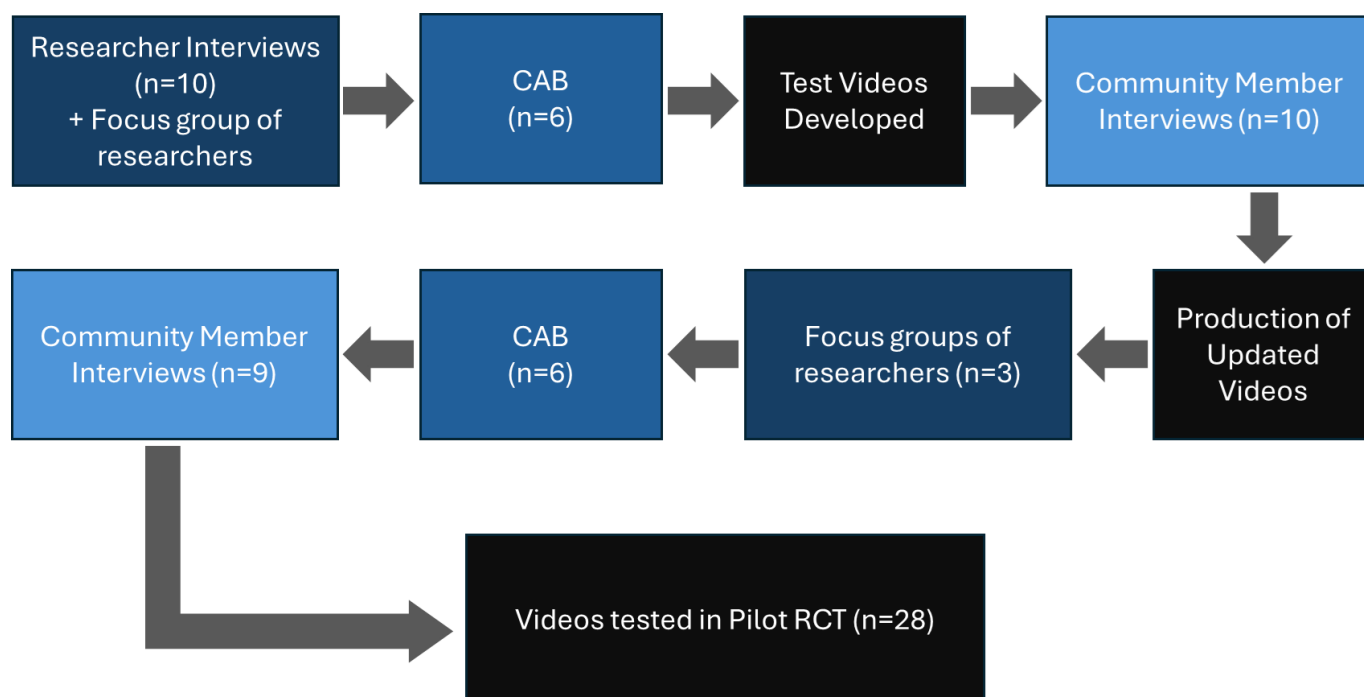 Researcher Interviews
(n=10)
+ Focus group of
researchers
CAB
(n=6)
Test Videos
Developed
Community Member
Interviews (n=10)
Production of
Updated
Videos
Focus groups of
researchers (n=3)
CAB
(n=6)
Community Member
Interviews (n=9)
Videos tested in Pilot RCT (n=28)